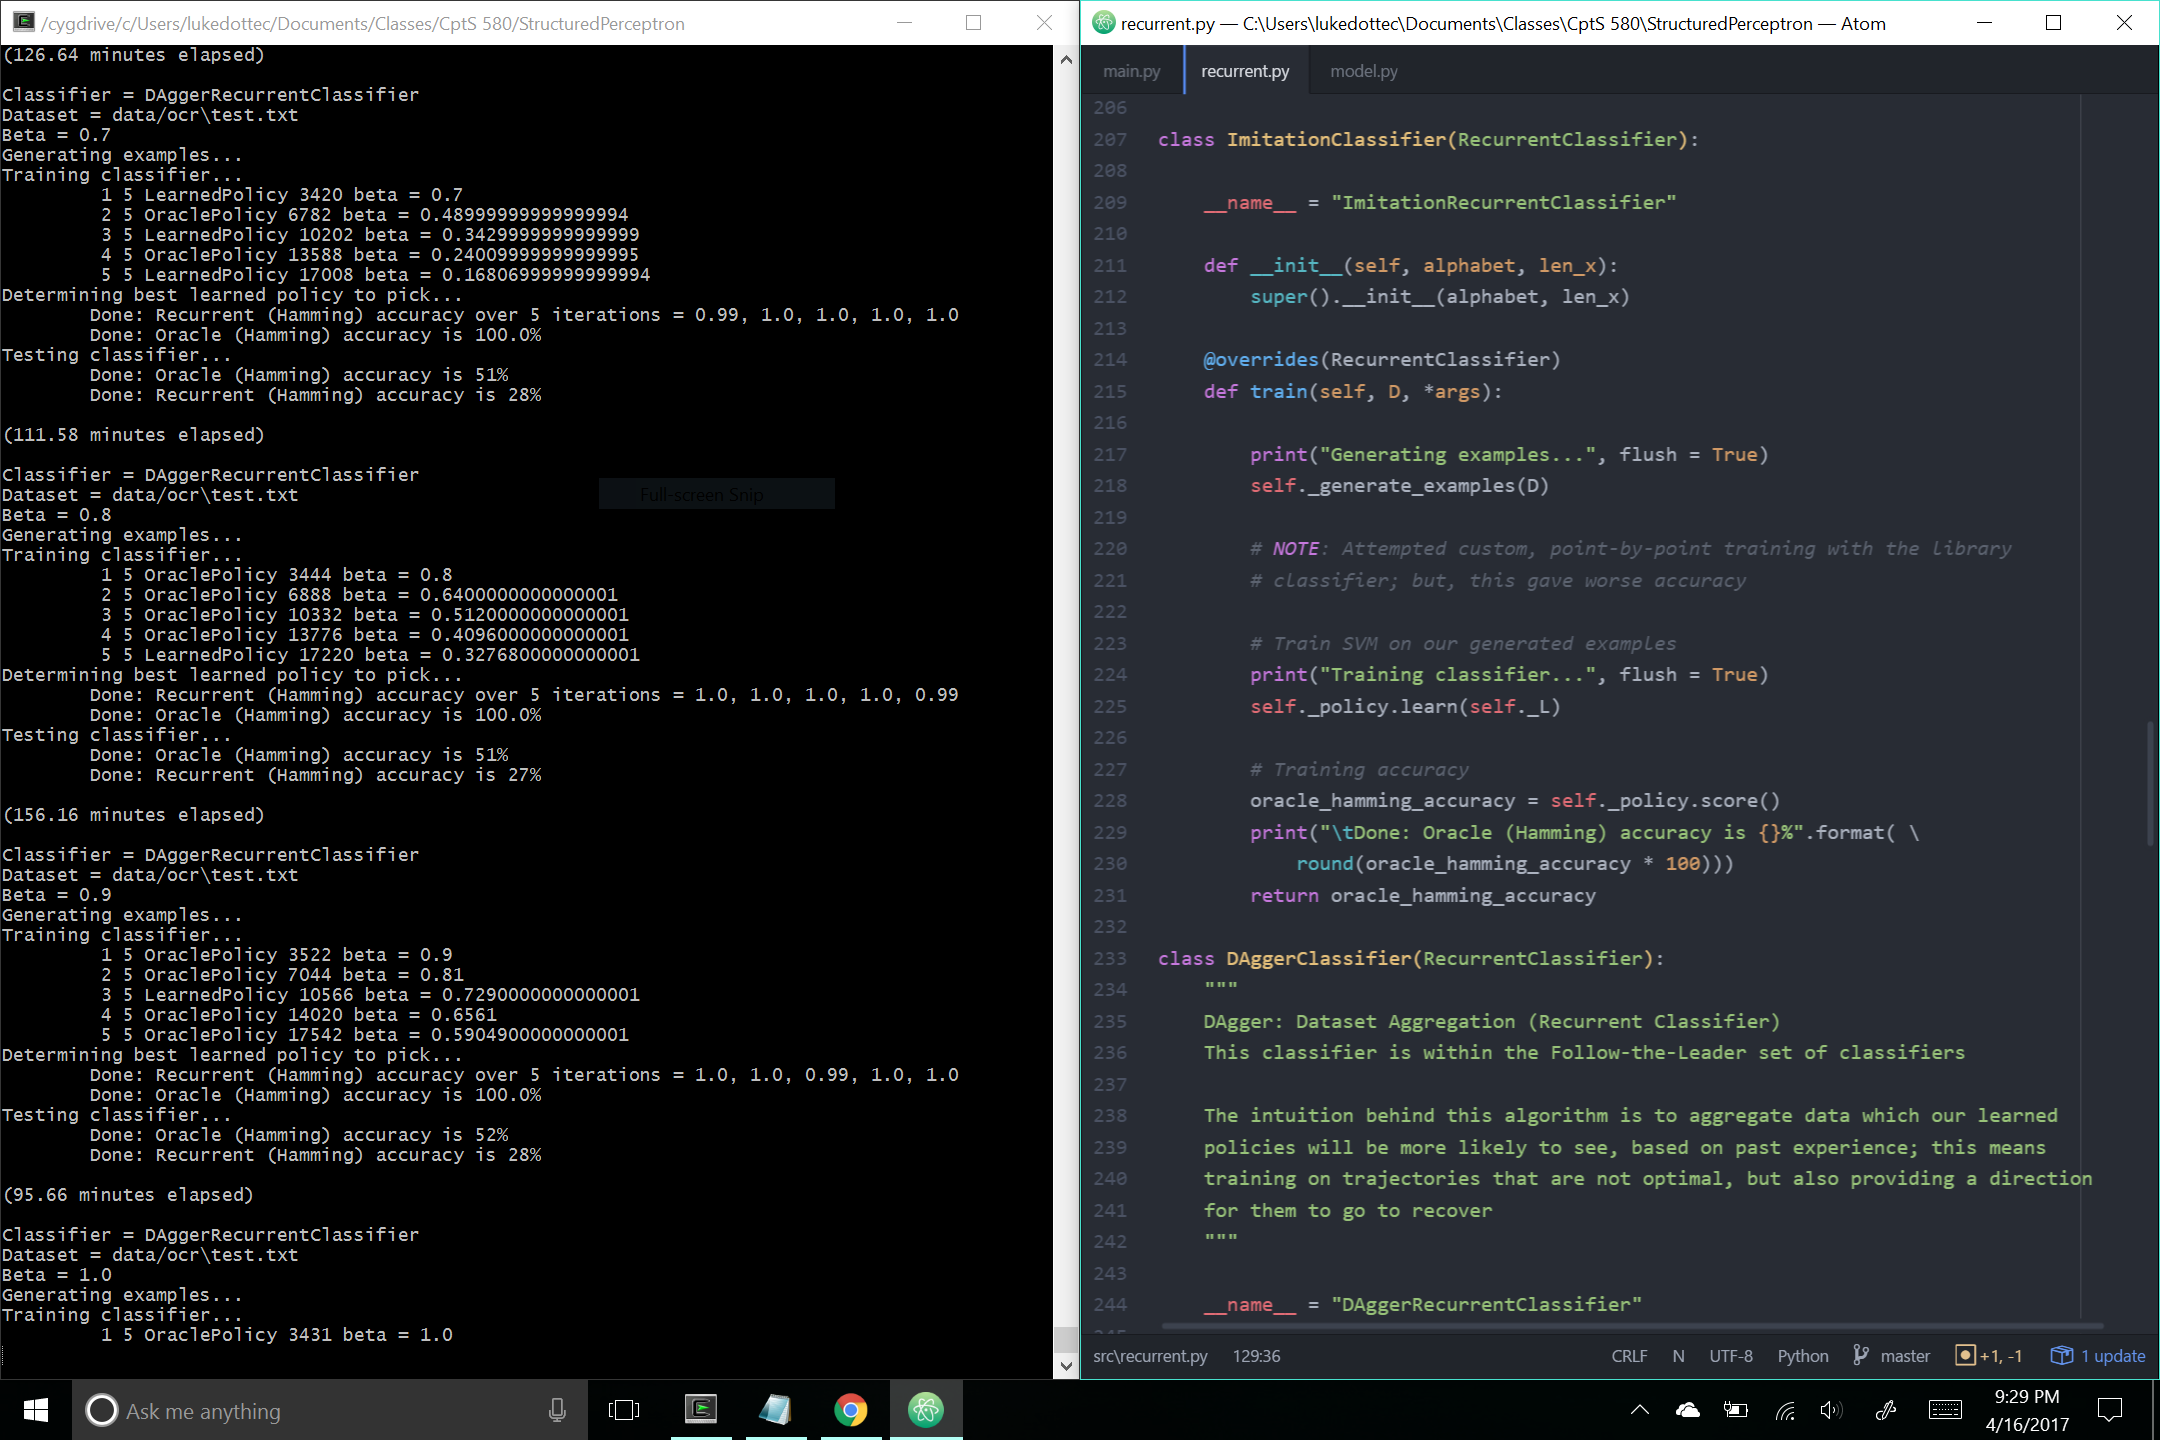 /cygdrive/c/Users/lukedottec/Documents/Classes/CptS 580/StructuredPerceptron
(126.64 minutes elapsed)
Classifier = DAggerRecurrentClassifier
Dataset = data/ocr\test.txt
Beta = 0.7
Generating examples...
Training classifier...
1 5 LearnedPolicy 3420 beta = 0.7
2 5 OraclePolicy 6782 beta = 0.48999999999999994
3 5 LearnedPolicy 10202 beta = 0.3429999999999999
4 5 OraclePolicy 13588 beta = 0.24009999999999995
5 5 LearnedPolicy 17008 beta = 0.16806999999999994
Determining best learned policy to pick...
Done: Recurrent (Hamming) accuracy over 5 iterations = 0.99, 1.0, 1.0, 1.0, 1.0
Done: Oracle (Hamming) accuracy is 100.0%
Testing classifier...
Done: Oracle (Hamming) accuracy is 51%
Done: Recurrent (Hamming) accuracy is 28%
(111.58 minutes elapsed)
Classifier = DAggerRecurrentClassifier
Dataset = data/ocr\test.txt
Full-screen Snip
Beta = 0.8
Generating examples...
Training classifier...
1 5 OraclePolicy 3444 beta = 0.8
2 5 OraclePolicy 6888 beta = 0.6400000000000001
3 5 OraclePolicy 10332 beta = 0.5120000000000001
4 5 OraclePolicy 13776 beta = 0.4096000000000001
5 5 LearnedPolicy 17220 beta = 0.3276800000000001
Determining best learned policy to pick...
Done: Recurrent (Hamming) accuracy over 5 iterations = 1.0, 1.0, 1.0, 1.0, 0.99
Done: Oracle (Hamming) accuracy is 100.0%
Testing classifier...
Done: Oracle (Hamming) accuracy is 51%
Done: Recurrent (Hamming) accuracy is 27%
(156.16 minutes elapsed)
Classifier = DAggerRecurrentClassifier
Dataset = data/ocr\test.txt
Beta = 0.9
Generating examples...
Training classifier...
1 5 OraclePolicy 3522 beta = 0.9
2 5 OraclePolicy 7044 beta = 0.81
3 5 LearnedPolicy 10566 beta = 0.7290000000000001
4 5 OraclePolicy 14020 beta = 0.6561
5 5 OraclePolicy 17542 beta = 0.5904900000000001
Determining best learned policy to pick...
Done: Recurrent (Hamming) accuracy over 5 iterations = 1.0, 1.0, 0.99, 1.0, 1.0
Done: Oracle (Hamming) accuracy is 100.0%
Testing classifier...
Done: Oracle (Hamming) accuracy is 52%
Done: Recurrent (Hamming) accuracy is 28%
(95.66 minutes elapsed)
Classifier = DAggerRecurrentClassifier
Dataset = data/ocr\test.txt
Beta = 1.0
Generating examples...
Training classifier...
1 5 OraclePolicy 3431 beta = 1.0
recurrent.py — C:\Users\lukedottec\Documents\Classes\CptS 580\StructuredPerceptron — Atom
main.py recurrent.py model.py
206
207 class ImitationClassifier(RecurrentClassifier):
208
209 __name__ = "ImitationRecurrentClassifier"
210
211 def __init__(self, alphabet, len_x):
212 super().__init__(alphabet, len_x)
213
214 @overrides(RecurrentClassifier)
215 def train(self, D, *args):
216
217 print("Generating examples...", flush = True)
218 self._generate_examples(D)
219
220 # NOTE: Attempted custom, point-by-point training with the library
221 # classifier; but, this gave worse accuracy
222
223 # Train SVM on our generated examples
224 print("Training classifier...", flush = True)
225 self._policy.learn(self._L)
226
227 # Training accuracy
228 oracle_hamming_accuracy = self._policy.score()
229 print("\tDone: Oracle (Hamming) accuracy is {}%".format( \
230 round(oracle_hamming_accuracy * 100)))
231 return oracle_hamming_accuracy
232
233 class DAggerClassifier(RecurrentClassifier):
234 """
235 DAgger: Dataset Aggregation (Recurrent Classifier)
236 This classifier is within the Follow-the-Leader set of classifiers
237
238 The intuition behind this algorithm is to aggregate data which our learned
239 policies will be more likely to see, based on past experience; this means
240 training on trajectories that are not optimal, but also providing a direction
241 for them to go to recover
242 """
243
244 __name__ = "DAggerRecurrentClassifier"
src\recurrent.py 129:36 CRLF N UTF-8 Python master +1, -1 1 update
Ask me anything
9:29 PM
4/16/2017